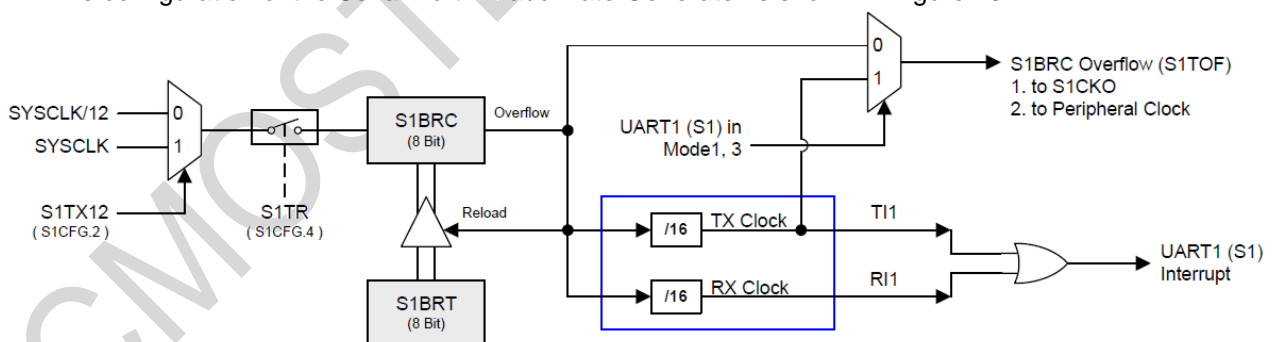 SYSCLK/12
SYSCLK
S1TX12
( S1CFG.2 )
0
1
S1TR
( S1CFG.4 )
S1BRC
(8 Bit)
Overflow
Reload
S1BRT
(8 Bit)
UART1 (S1) in
Mode1, 3
0
1
S1BRC Overflow (S1TOF)
1. to S1CKO
2. to Peripheral Clock
/16
TX Clock
TI1
/16
RX Clock
RI1
UART1 (S1)
Interrupt